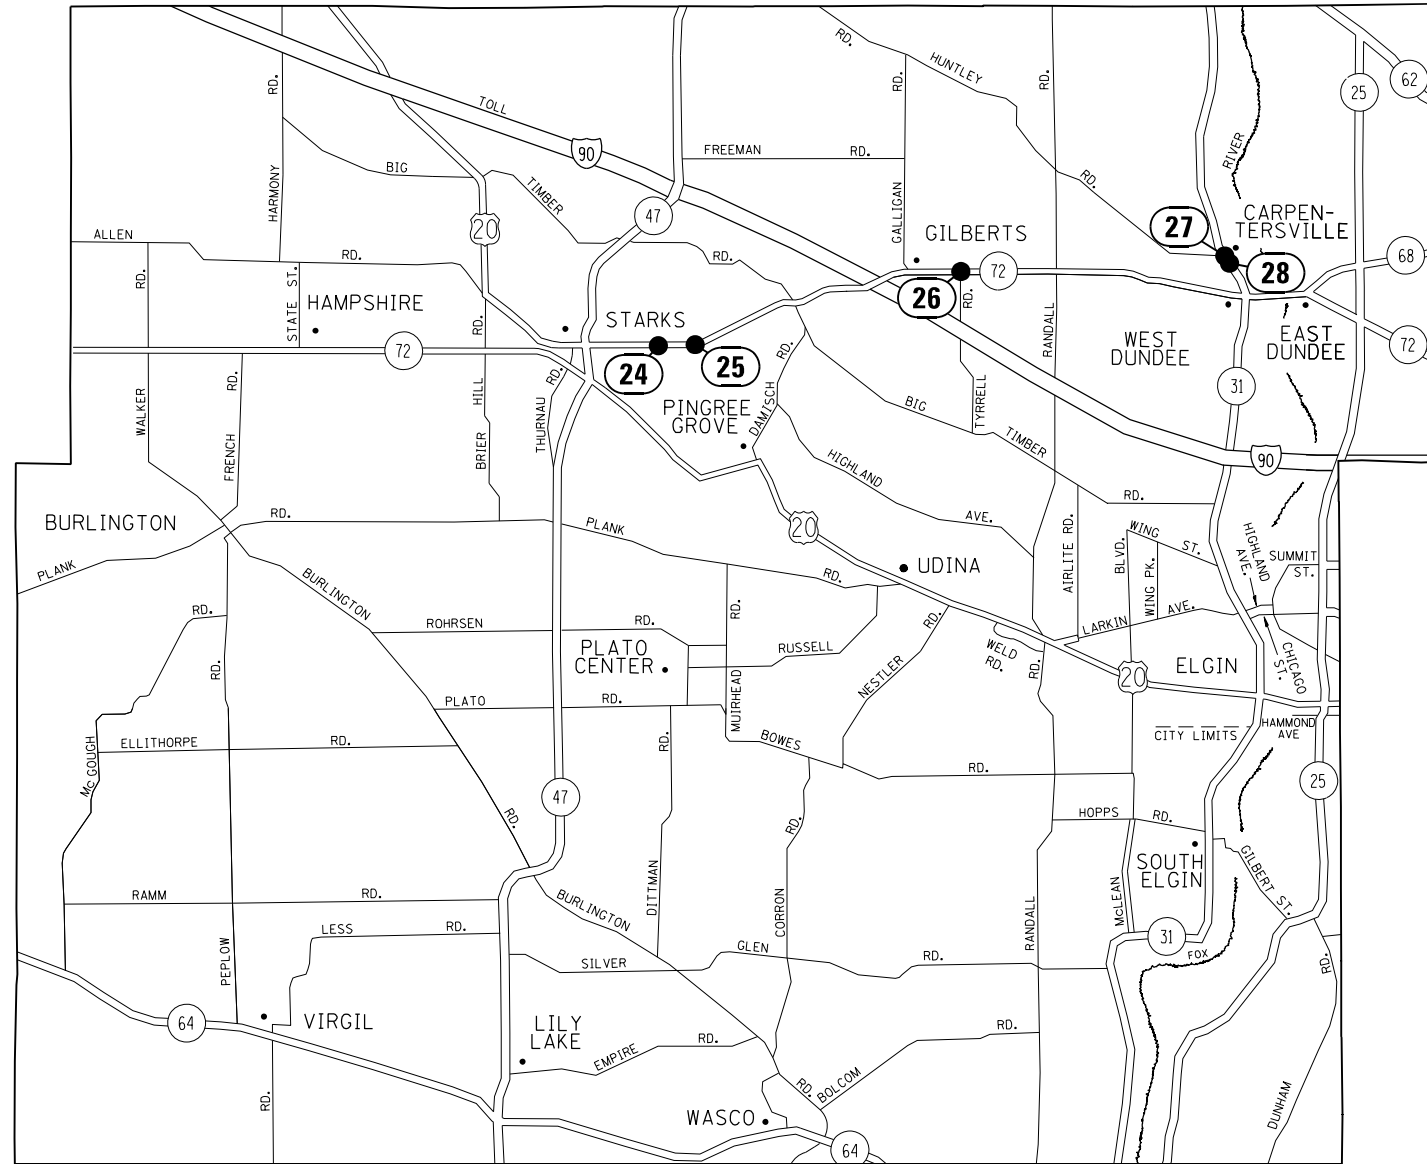 RD.
HUNTLEY
RD.
RD.
RD.
62
25
TOLL
90
FREEMAN
RD.
RIVER
BIG
TIMBER
RD.
HARMONY
47
20
GALLIGAN
GILBERTS
27
CARPEN-
TERSVILLE
ALLEN
RD.
RD.
RD.
STATE ST.
HAMPSHIRE
72
26
RD.
28
68
STARKS
RD.
RANDALL
WEST
DUNDEE
EAST
DUNDEE
72
72
24
25
RD.
RD.
RD.
31
WALKER
HILL
THURNAU
PINGREE
GROVE
DAMISCH
BIG
TYRRELL
TIMBER
FRENCH
BRIER
HIGHLAND
90
RD.
BURLINGTON
RD.
PLANK
20
AVE.
AIRLITE RD.
BLVD.
WING
ST.
HIGHLAND
AVE.
SUMMIT
ST.
PLANK
BURLINGTON
RD.
UDINA
WING PK.
RD.
RD.
ROHRSEN
RD.
LARKIN
AVE.
PLATO
CENTER
RUSSELL
NESTLER
RD.
WELD
RD.
RD.
ELGIN
CHICAGO
ST.
RD.
20
PLATO
RD.
MUIRHEAD
BOWES
CITY LIMITS
HAMMOND
AVE
ELLITHORPE
RD.
RD.
RD.
McGOUGH
47
25
RD.
RD.
HOPPS
RD.
SOUTH
ELGIN
GILBERT ST.
RAMM
RD.
DITTMAN
CORRON
McLEAN
BURLINGTON
RANDALL
LESS
RD.
31
PEPLOW
GLEN
SILVER
RD.
FOX
RD.
64
VIRGIL
LILY
LAKE
RD.
RD.
EMPIRE
RD.
RD.
BOLCOM
DUNHAM
WASCO
64